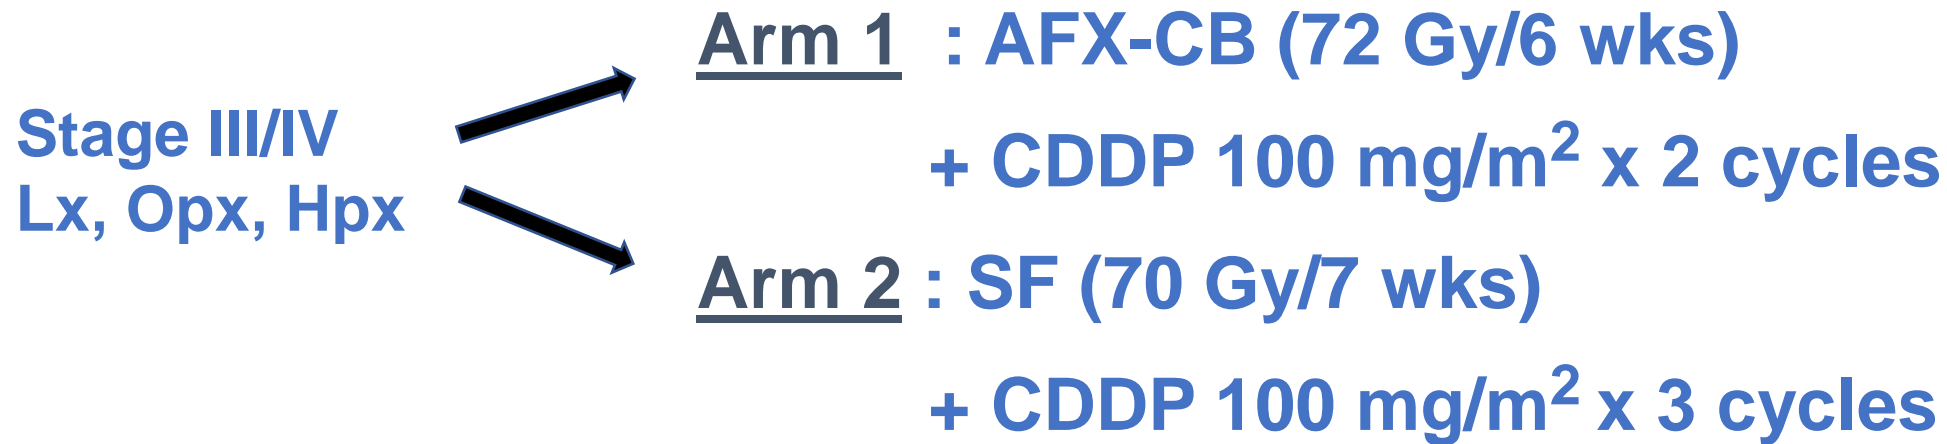 Stage III/IV
Lx, Opx, Hpx
Arm 1 : AFX-CB (72 Gy/6 wks)
+ CDDP 100 mg/m² x 2 cycles
Arm 2 : SF (70 Gy/7 wks)
+ CDDP 100 mg/m² x 3 cycles